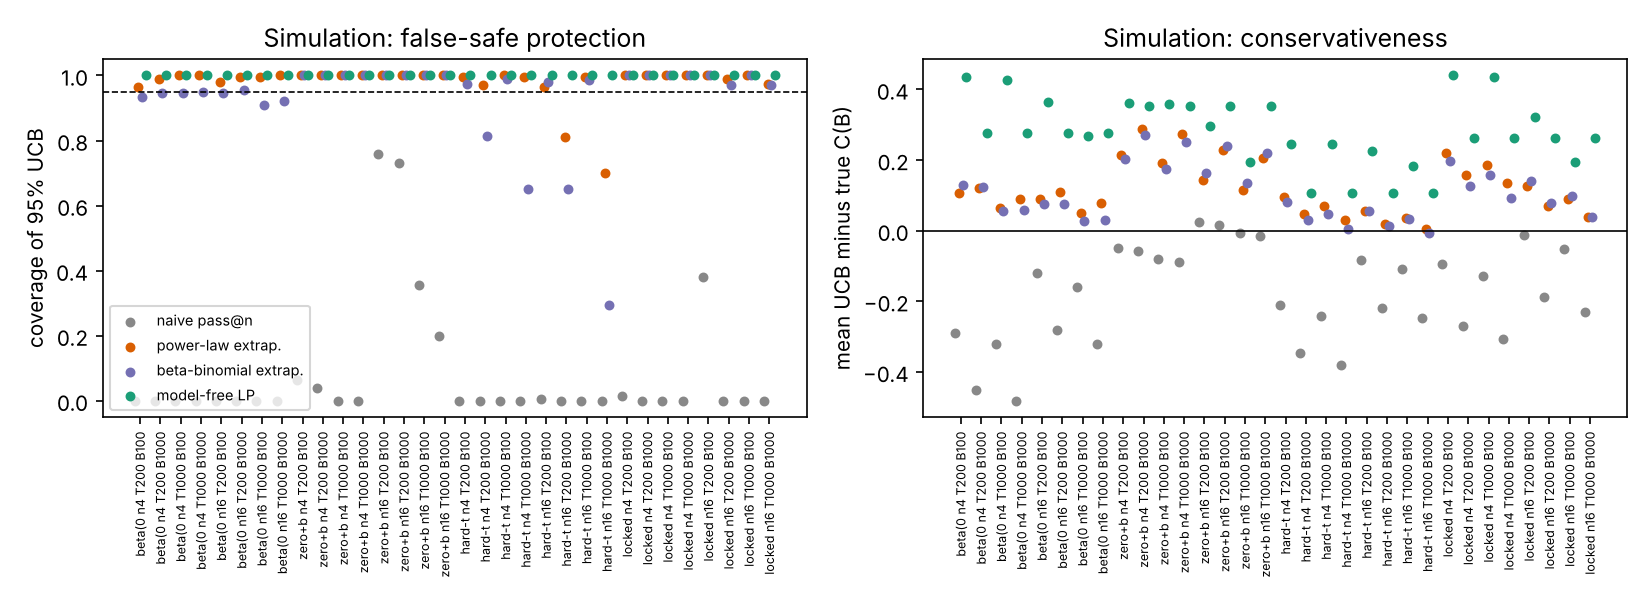 Simulation: false-safe protection
coverage of 95% UCB
1.0
0.8
0.6
0.4
0.2
0.0
naive pass@n
power-law extrap.
beta-binomial extrap.
model-free LP
beta(0 n4 T200 B100
beta(0 n4 T200 B1000
beta(0 n4 T1000 B100
beta(0 n4 T1000 B1000
beta(0 n16 T200 B100
beta(0 n16 T200 B1000
beta(0 n16 T1000 B100
beta(0 n16 T1000 B1000
zero+b n4 T200 B100
zero+b n4 T200 B1000
zero+b n4 T1000 B100
zero+b n4 T1000 B1000
zero+b n16 T200 B100
zero+b n16 T200 B1000
zero+b n16 T1000 B100
zero+b n16 T1000 B1000
hard-t n4 T200 B100
hard-t n4 T200 B1000
hard-t n4 T1000 B100
hard-t n4 T1000 B1000
hard-t n16 T200 B100
hard-t n16 T200 B1000
hard-t n16 T1000 B100
hard-t n16 T1000 B1000
locked n4 T200 B100
locked n4 T200 B1000
locked n4 T1000 B100
locked n4 T1000 B1000
locked n16 T200 B100
locked n16 T200 B1000
locked n16 T1000 B100
locked n16 T1000 B1000
Simulation: conservativeness
mean UCB minus true C(B)
0.4
0.2
0.0
−0.2
−0.4
beta(0 n4 T200 B100
beta(0 n4 T200 B1000
beta(0 n4 T1000 B100
beta(0 n4 T1000 B1000
beta(0 n16 T200 B100
beta(0 n16 T200 B1000
beta(0 n16 T1000 B100
beta(0 n16 T1000 B1000
zero+b n4 T200 B100
zero+b n4 T200 B1000
zero+b n4 T1000 B100
zero+b n4 T1000 B1000
zero+b n16 T200 B100
zero+b n16 T200 B1000
zero+b n16 T1000 B100
zero+b n16 T1000 B1000
hard-t n4 T200 B100
hard-t n4 T200 B1000
hard-t n4 T1000 B100
hard-t n4 T1000 B1000
hard-t n16 T200 B100
hard-t n16 T200 B1000
hard-t n16 T1000 B100
hard-t n16 T1000 B1000
locked n4 T200 B100
locked n4 T200 B1000
locked n4 T1000 B100
locked n4 T1000 B1000
locked n16 T200 B100
locked n16 T200 B1000
locked n16 T1000 B100
locked n16 T1000 B1000